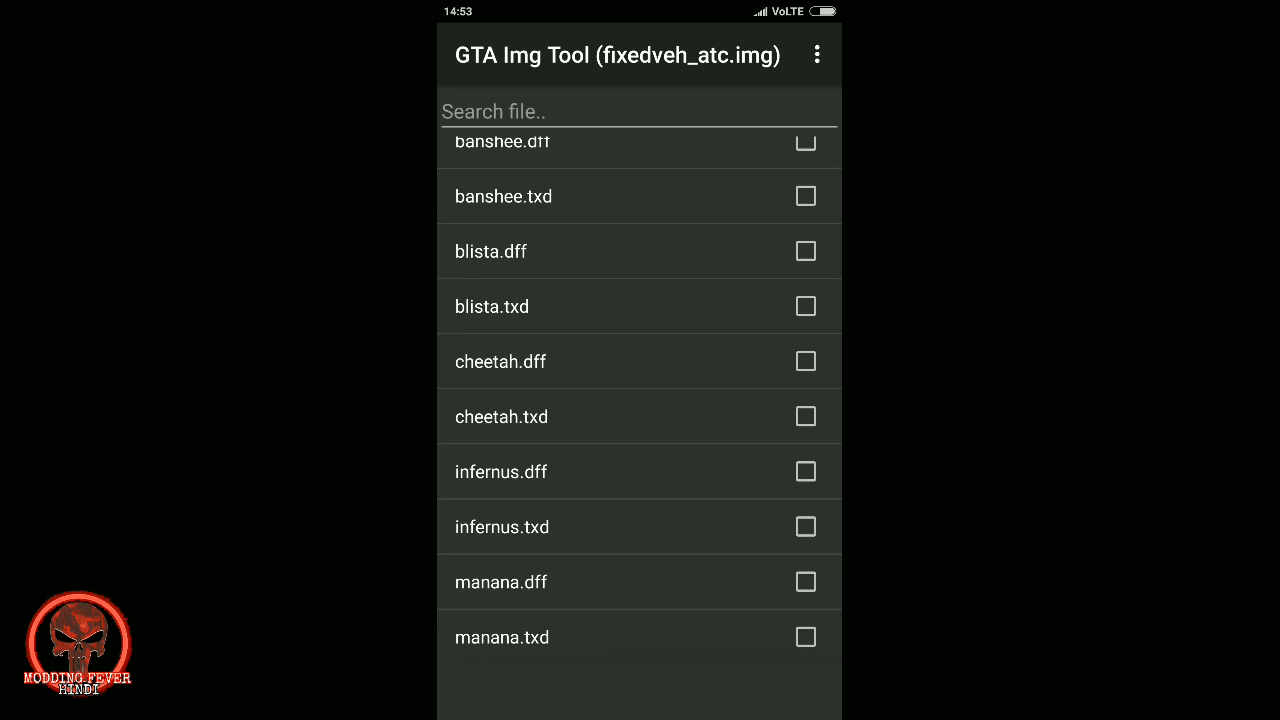 14:53
VoLTE
GTA Img Tool (fixedveh_atc.img)
Search file..
banshee.dff
banshee.txd
blista.dff
blista.txd
cheetah.dff
cheetah.txd
infernus.dff
infernus.txd
manana.dff
manana.txd
MODDING FEVER
HINDI